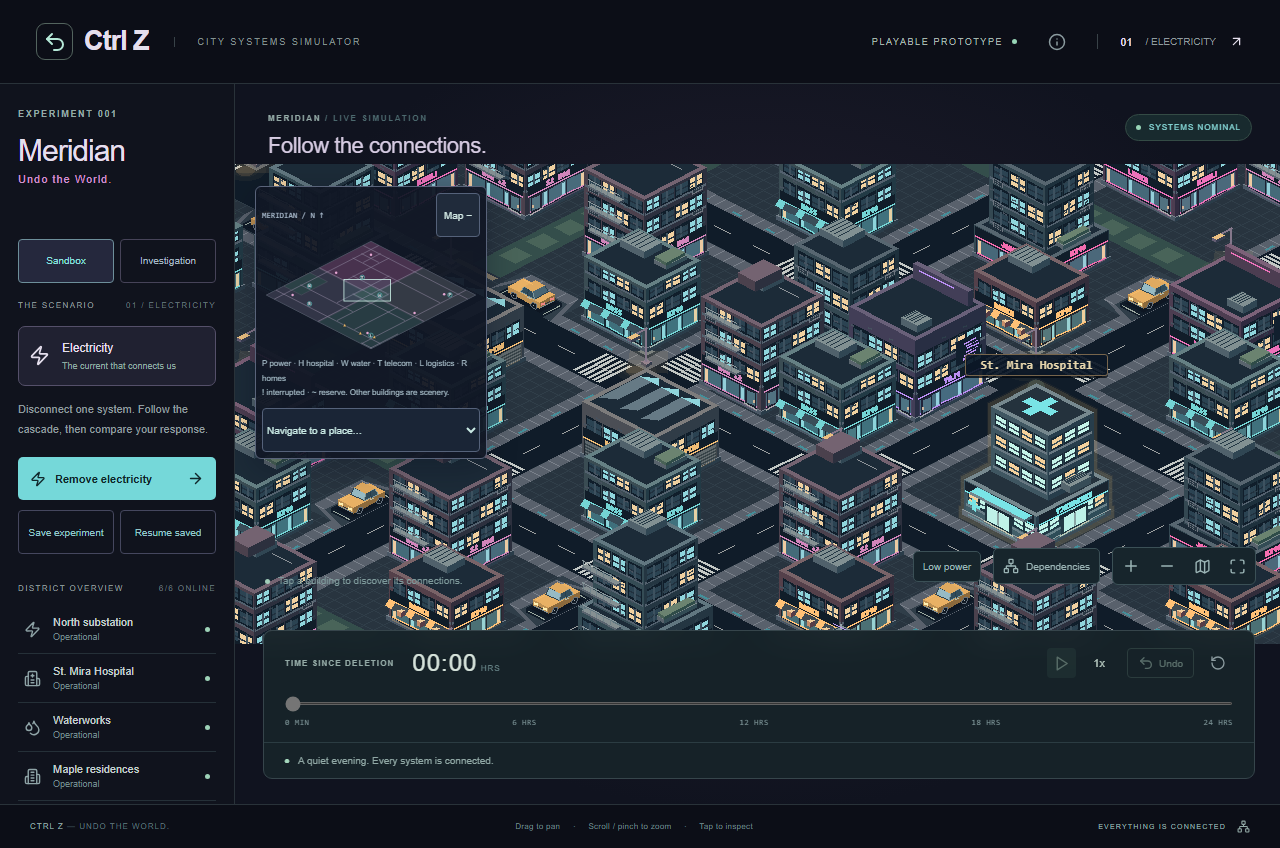 Ctrl Z
CITY SYSTEMS SIMULATOR
PLAYABLE PROTOTYPE
01 / ELECTRICITY
EXPERIMENT 001
Meridian
Undo the World.
Sandbox
Investigation
THE SCENARIO
01 / ELECTRICITY
Electricity
The current that connects us
Disconnect one system. Follow the
cascade, then compare your response.
Remove electricity
Save experiment
Resume saved
DISTRICT OVERVIEW
6/6 ONLINE
North substation
Operational
St. Mira Hospital
Operational
Waterworks
Operational
Maple residences
Operational
MERIDIAN / LIVE SIMULATION
Follow the connections.
SYSTEMS NOMINAL
MERIDIAN / N ↑
Map −
P power · H hospital · W water · T telecom · L logistics · R
homes
! interrupted · ~ reserve. Other buildings are scenery.
Navigate to a place...
St. Mira Hospital
Tap a building to discover its connections.
Low power
Dependencies
TIME SINCE DELETION
00:00 HRS
1x
Undo
0 MIN
6 HRS
12 HRS
18 HRS
24 HRS
A quiet evening. Every system is connected.
CTRL Z — UNDO THE WORLD.
Drag to pan · Scroll / pinch to zoom · Tap to inspect
EVERYTHING IS CONNECTED